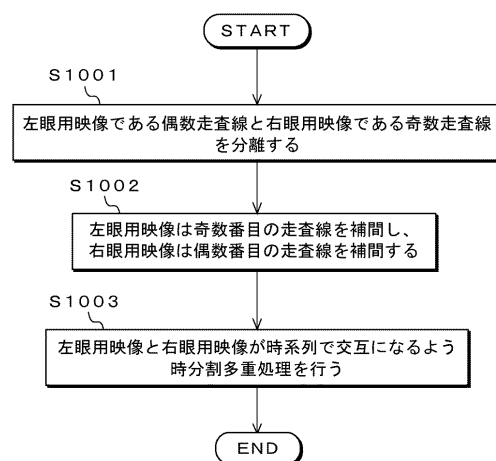 START
S1001
左眼用映像である偶数走査線と右眼用映像である奇数走査線
を分離する
S1002
左眼用映像は奇数番目の走査線を補間し、
右眼用映像は偶数番目の走査線を補間する
S1003
左眼用映像と右眼用映像が時系列で交互になるよう
時分割多重処理を行う
END